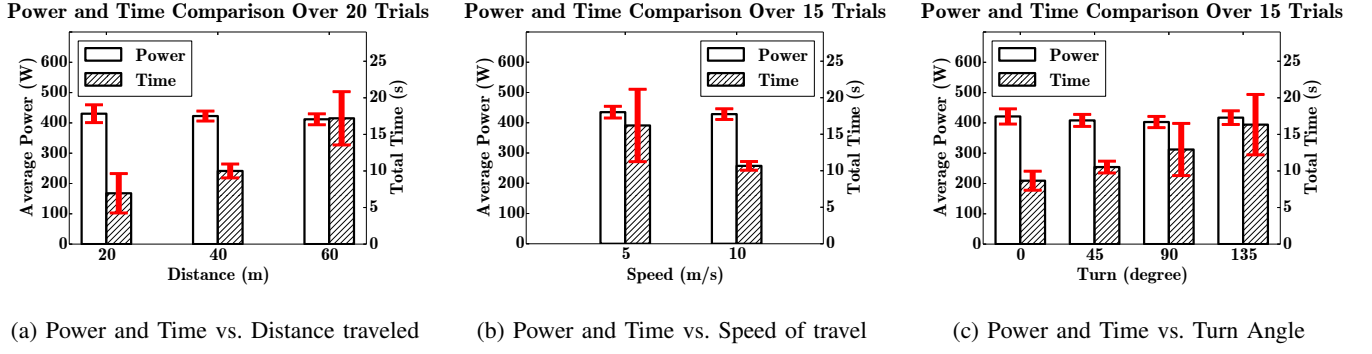 Power and Time Comparison Over 20 Trials
Power
Time
Average Power (W)
600
500
400
300
200
100
0
Total Time (s)
25
20
15
10
5
0
20 40 60
Distance (m)
(a) Power and Time vs. Distance traveled
Power and Time Comparison Over 15 Trials
Power
Time
Average Power (W)
600
500
400
300
200
100
0
Total Time (s)
25
20
15
10
5
0
5 10
Speed (m/s)
(b) Power and Time vs. Speed of travel
Power and Time Comparison Over 15 Trials
Power
Time
Average Power (W)
600
500
400
300
200
100
0
Total Time (s)
25
20
15
10
5
0
0 45 90 135
Turn (degree)
(c) Power and Time vs. Turn Angle